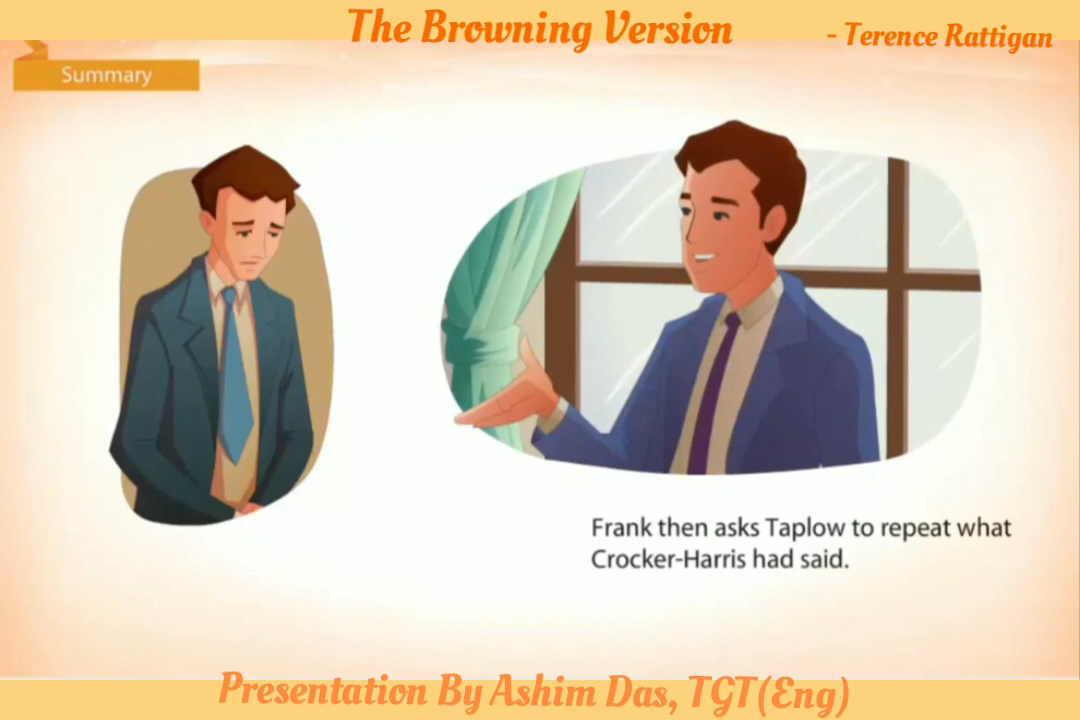 The Browning Version
- Terence Rattigan
Summary
Frank then asks Taplow to repeat what
Crocker-Harris had said.
Presentation By Ashim Das, TGT(Eng)